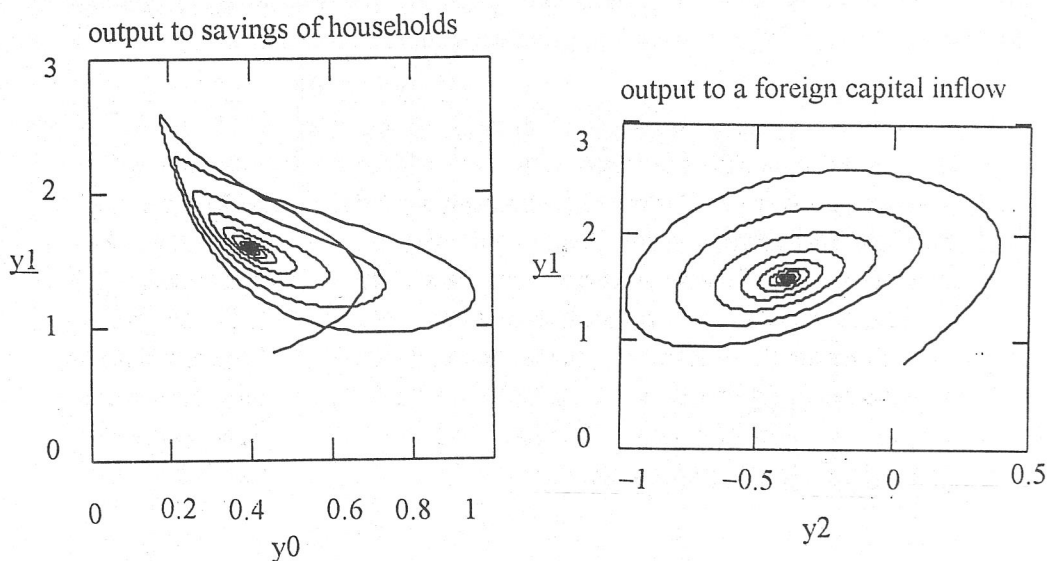 output to savings of households
3
2
y1
1
0
0 0.2 0.4 0.6 0.8 1
y0
output to a foreign capital inflow
3
2
y1
1
0
−1 −0.5 0 0.5
y2